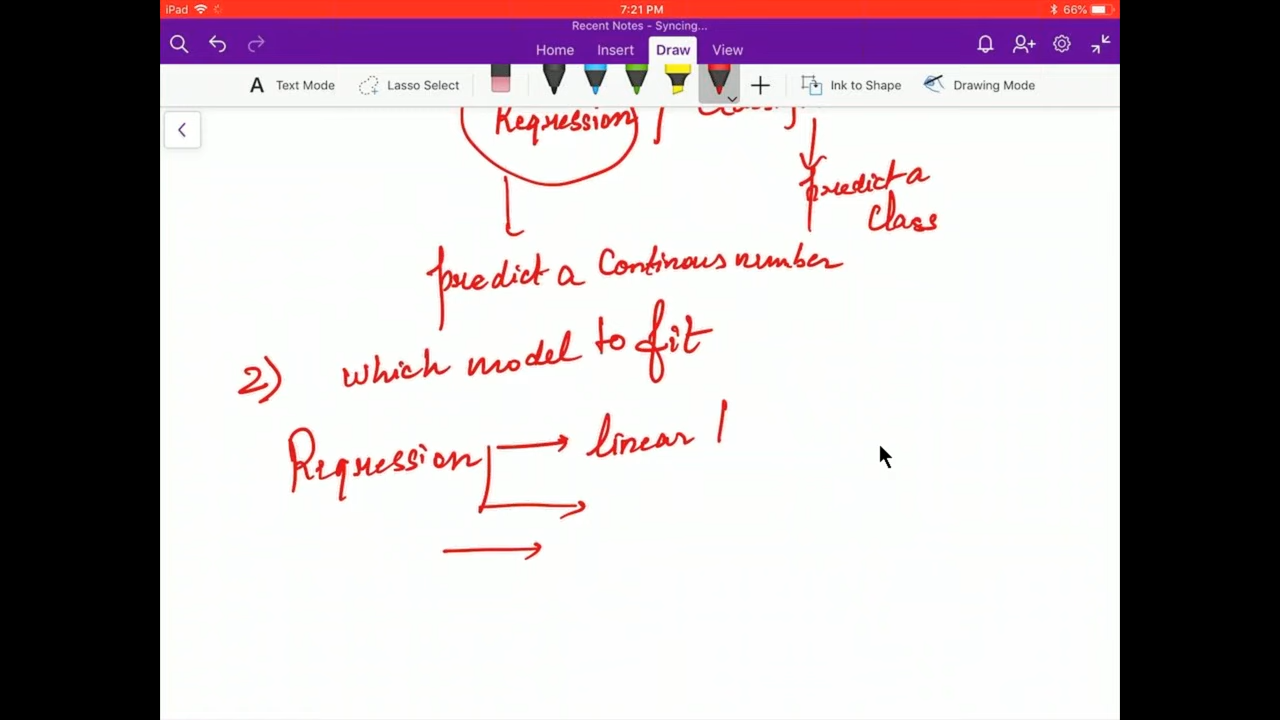 iPad 7:21 PM 66%
Recent Notes - Syncing...
Home Insert Draw View
A Text Mode Lasso Select Ink to Shape Drawing Mode
Regression
predict a
Class
predict a Continous number
2) which model to fit
Regression linear